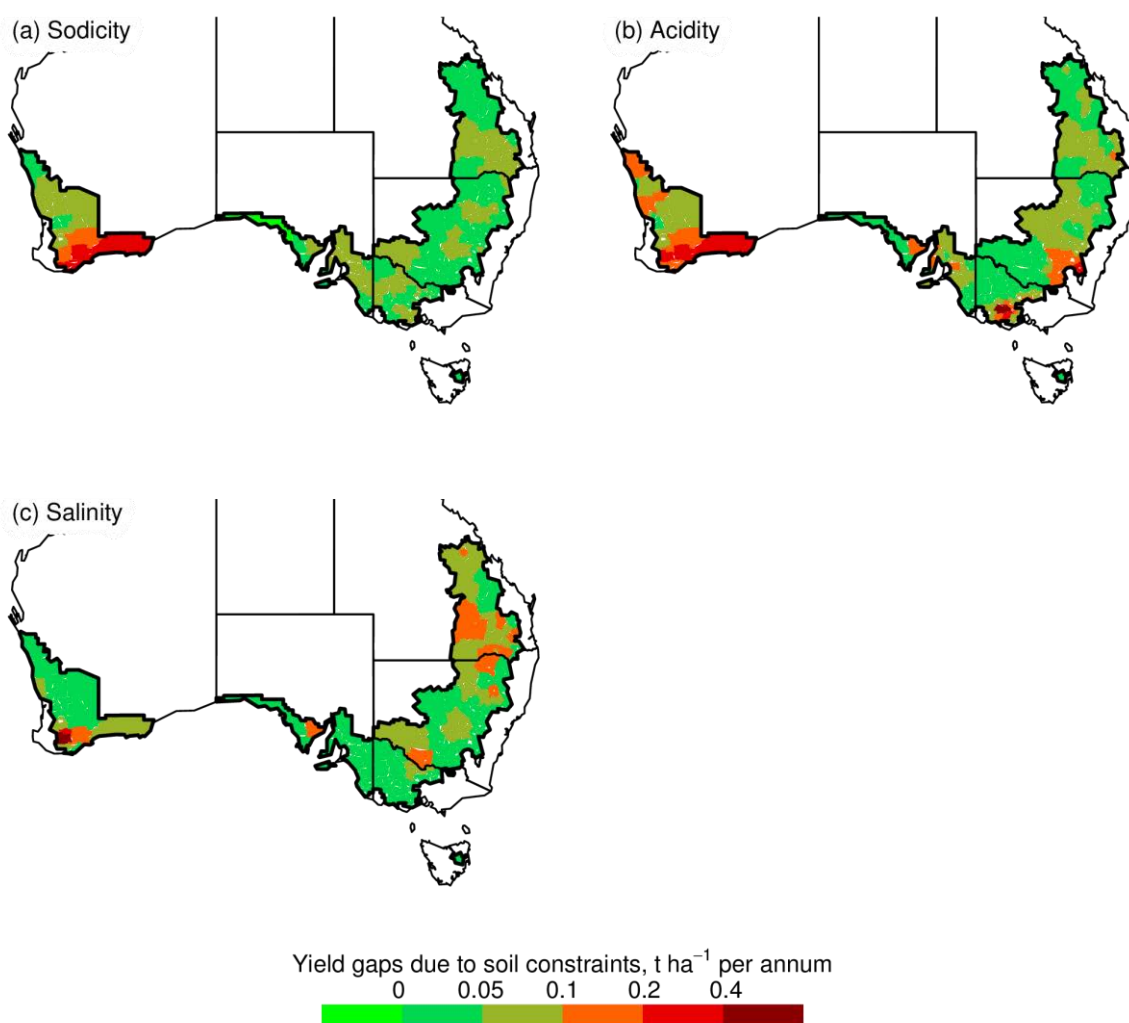 (a) Sodicity
(b) Acidity
(c) Salinity
Yield gaps due to soil constraints, t ha⁻¹ per annum
0 0.05 0.1 0.2 0.4